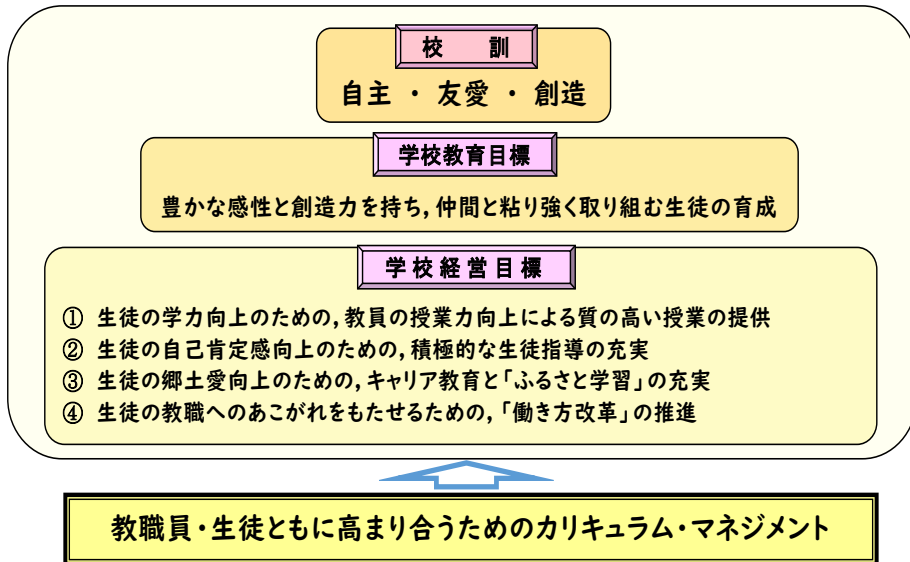 校　訓
自主 ・ 友愛 ・ 創造
学校教育目標
豊かな感性と創造力を持ち，仲間と粘り強く取り組む生徒の育成
学校経営目標
① 生徒の学力向上のための，教員の授業力向上による質の高い授業の提供
② 生徒の自己肯定感向上のための，積極的な生徒指導の充実
③ 生徒の郷土愛向上のための，キャリア教育と「ふるさと学習」の充実
④ 生徒の教職へのあこがれをもたせるための，「働き方改革」の推進
教職員・生徒ともに高まり合うためのカリキュラム・マネジメント